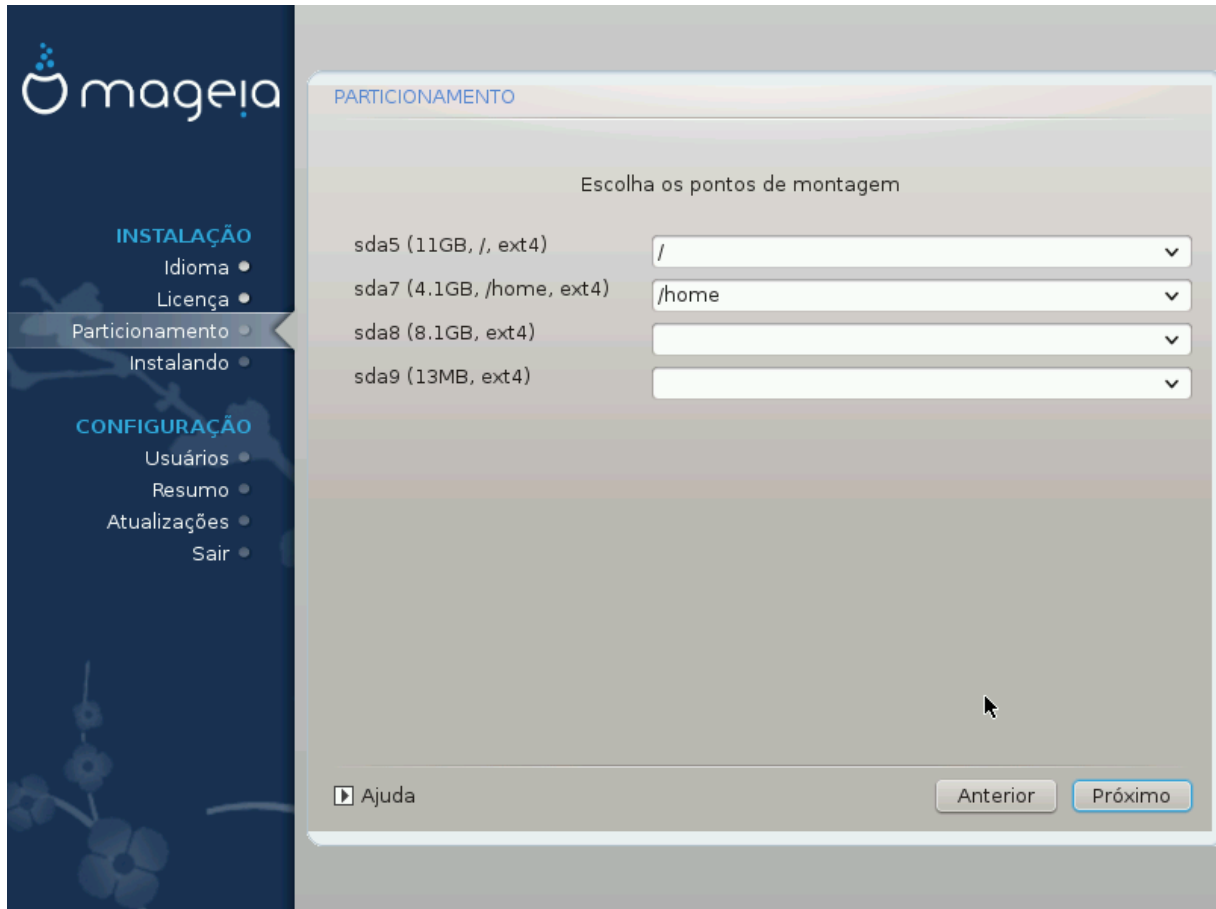 mageia
INSTALAÇÃO
Idioma
Licença
Particionamento
Instalando
CONFIGURAÇÃO
Usuários
Resumo
Atualizações
Sair
PARTICIONAMENTO
Escolha os pontos de montagem
sda5 (11GB, /, ext4) /
sda7 (4.1GB, /home, ext4) /home
sda8 (8.1GB, ext4)
sda9 (13MB, ext4)
Ajuda Anterior Próximo